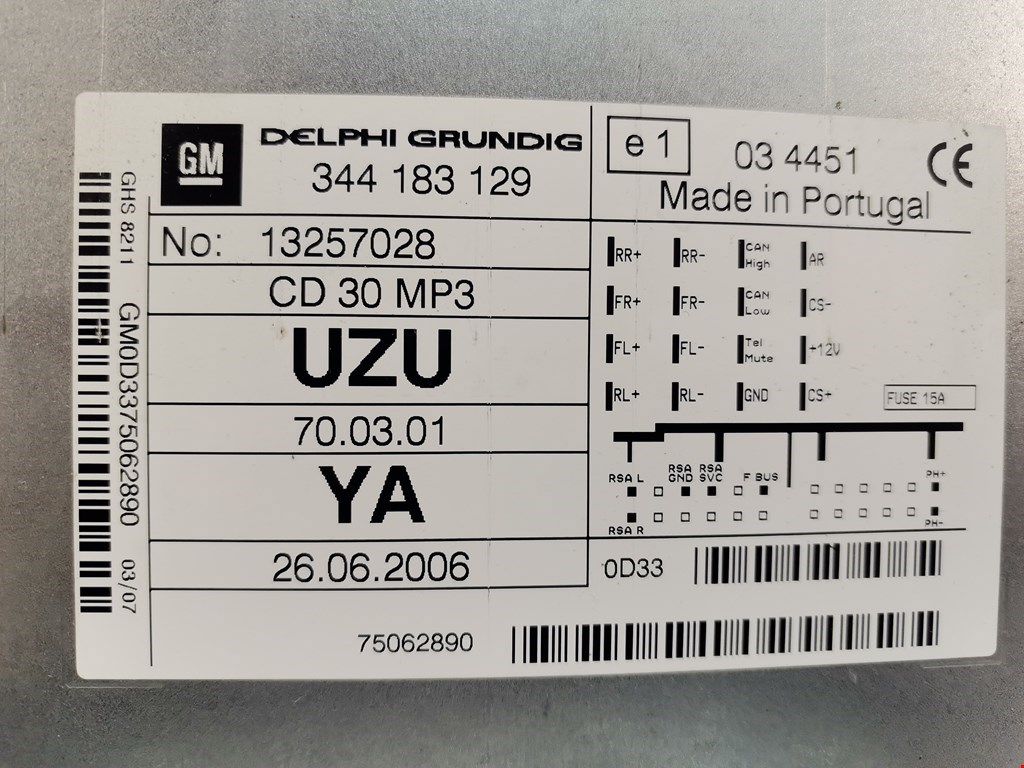 GM
DELPHI GRUNDIG
344 183 129
No: 13257028
CD 30 MP3
UZU
70.03.01
YA
26.06.2006
75062890
e1
03 4451
CE
Made in Portugal
RR+ RR- CAN High AR
FR+ FR- CAN Low CS-
FL+ FL- Tel Mute +12V
RL+ RL- GND CS+
FUSE 15A
RSA L RSA GND RSA SVC F BUS PH+
RSA R PH-
0D33
GHS 8211 GM0D3375062890 03/07